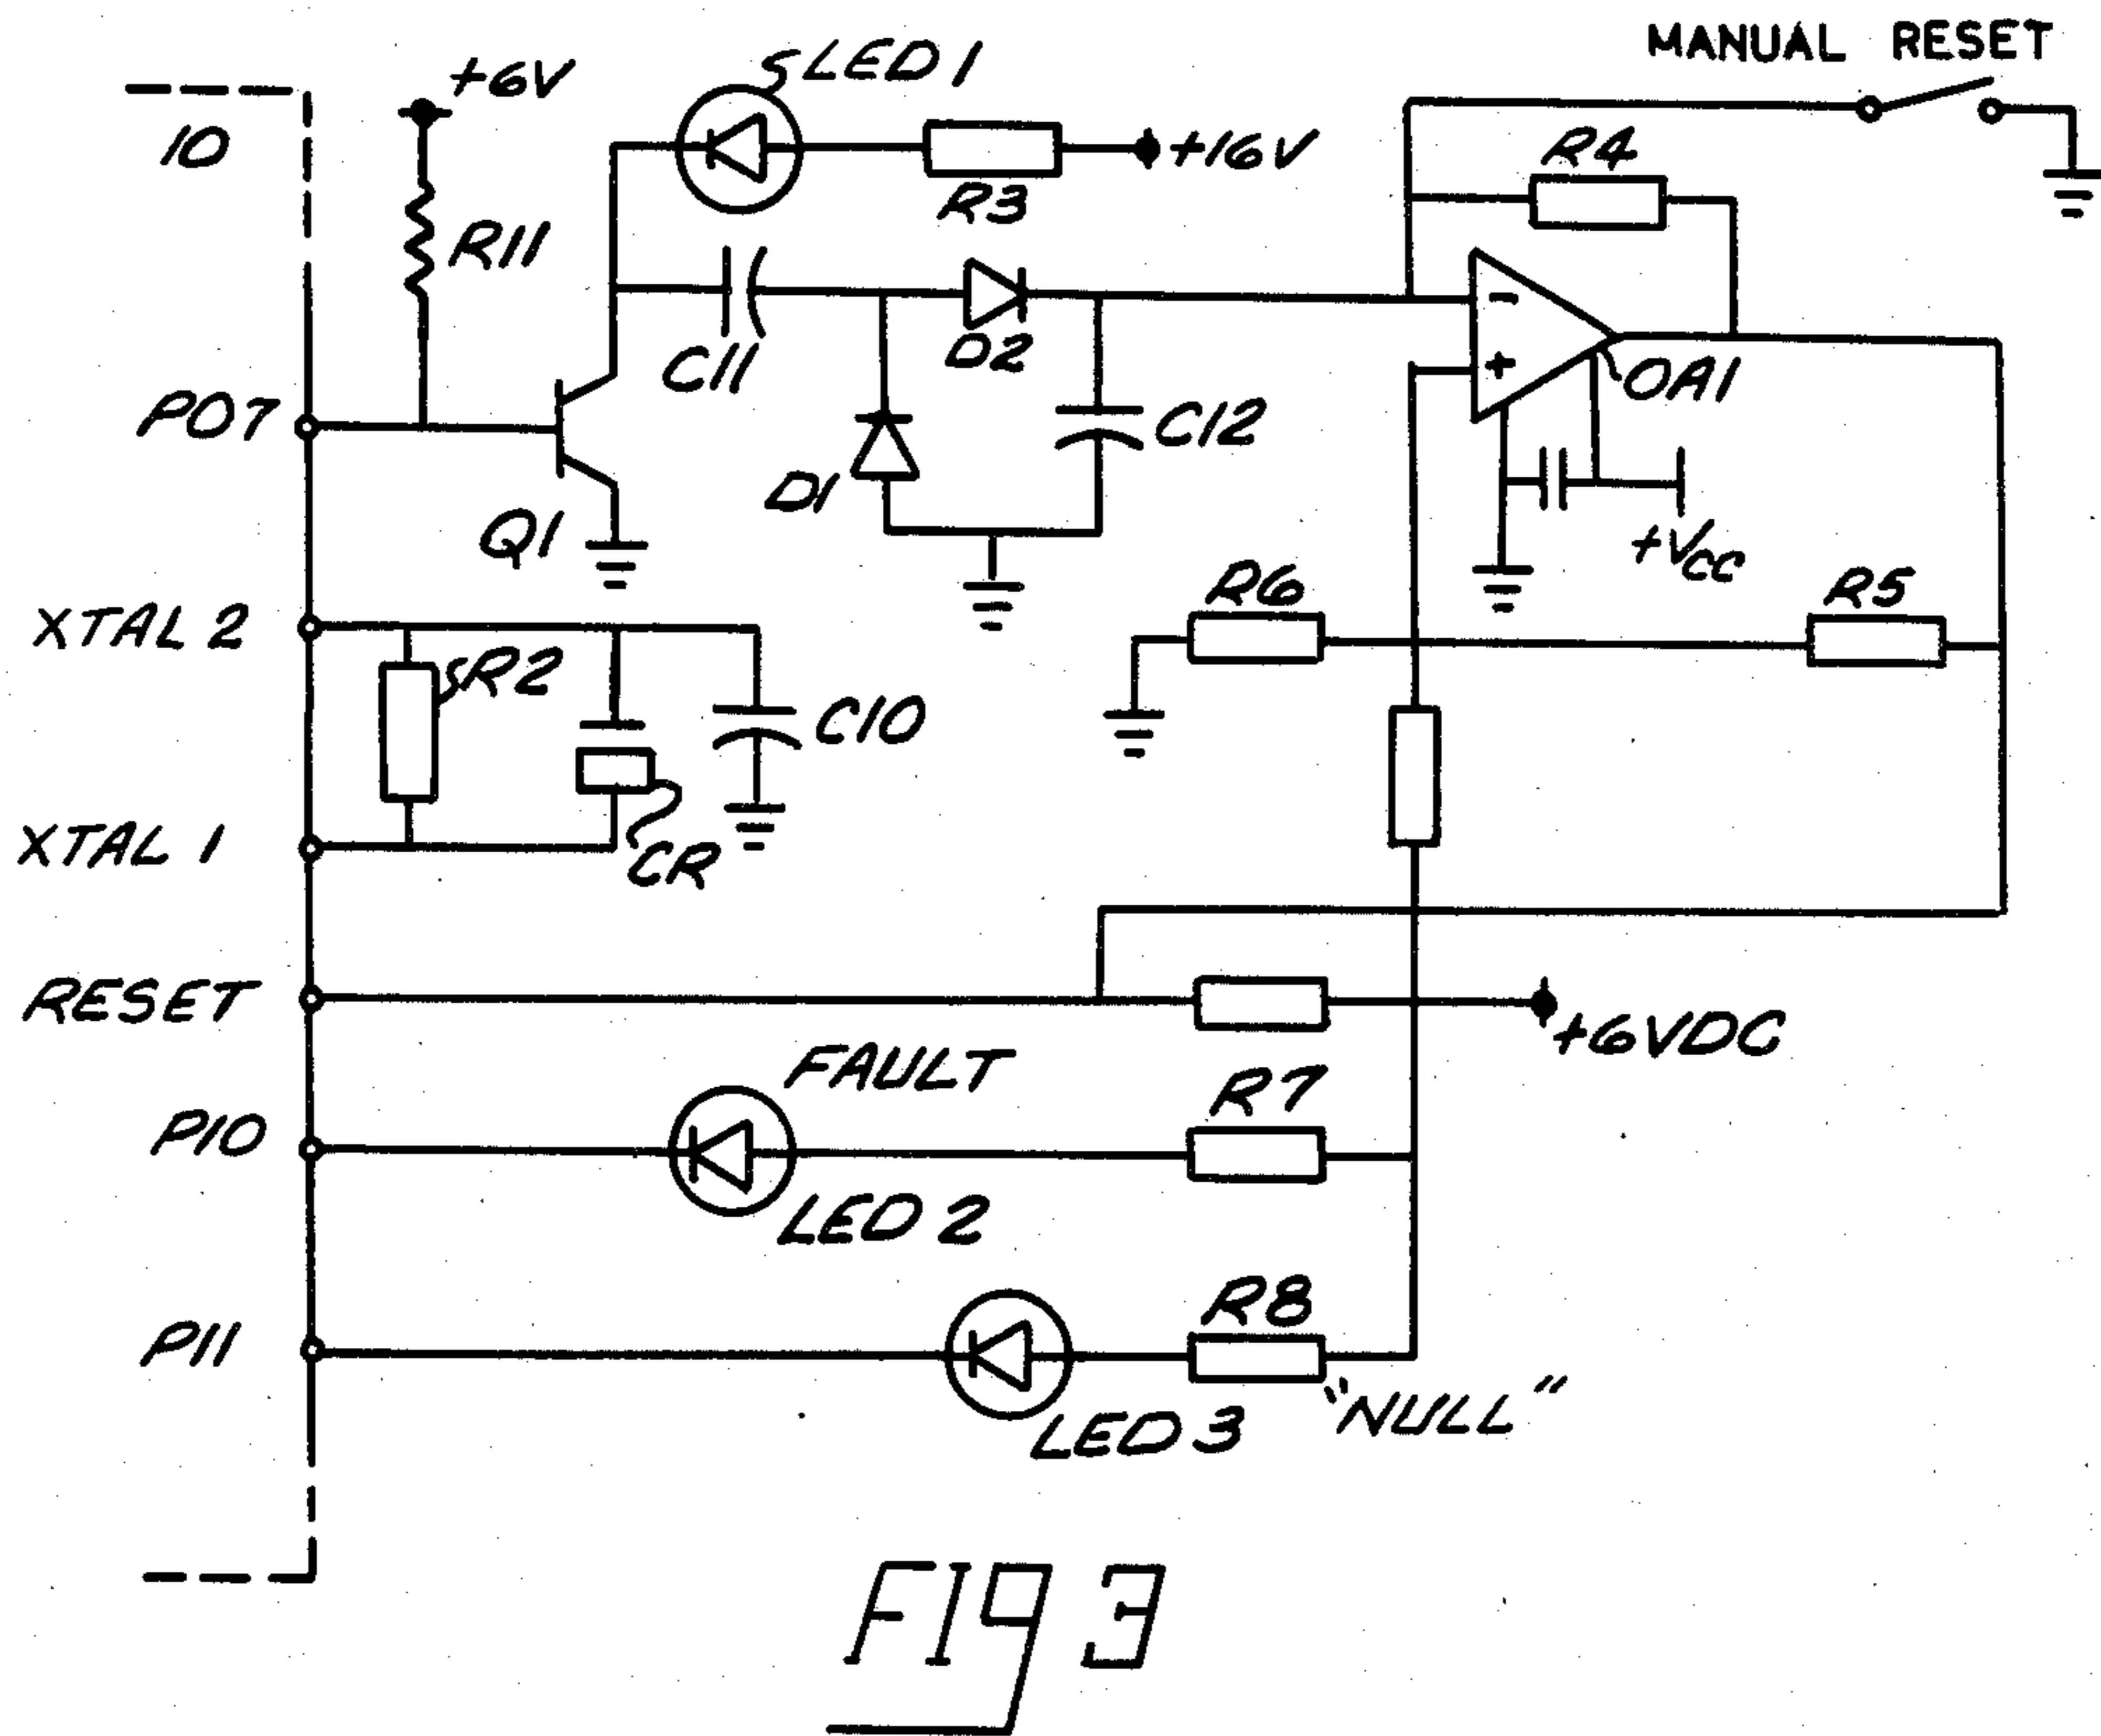 MANUAL RESET
10
+6V
LED 1
R3
+16V
R4
R11
P07
Q1
C11
D1
D2
C12
-
+
OA1
+VCC
XTAL 2
R2
C10
CR
XTAL 1
R6
R5
RESET
+6VDC
FAULT
P10
LED 2
R7
P11
LED 3
R8
"NULL"
FIG 3